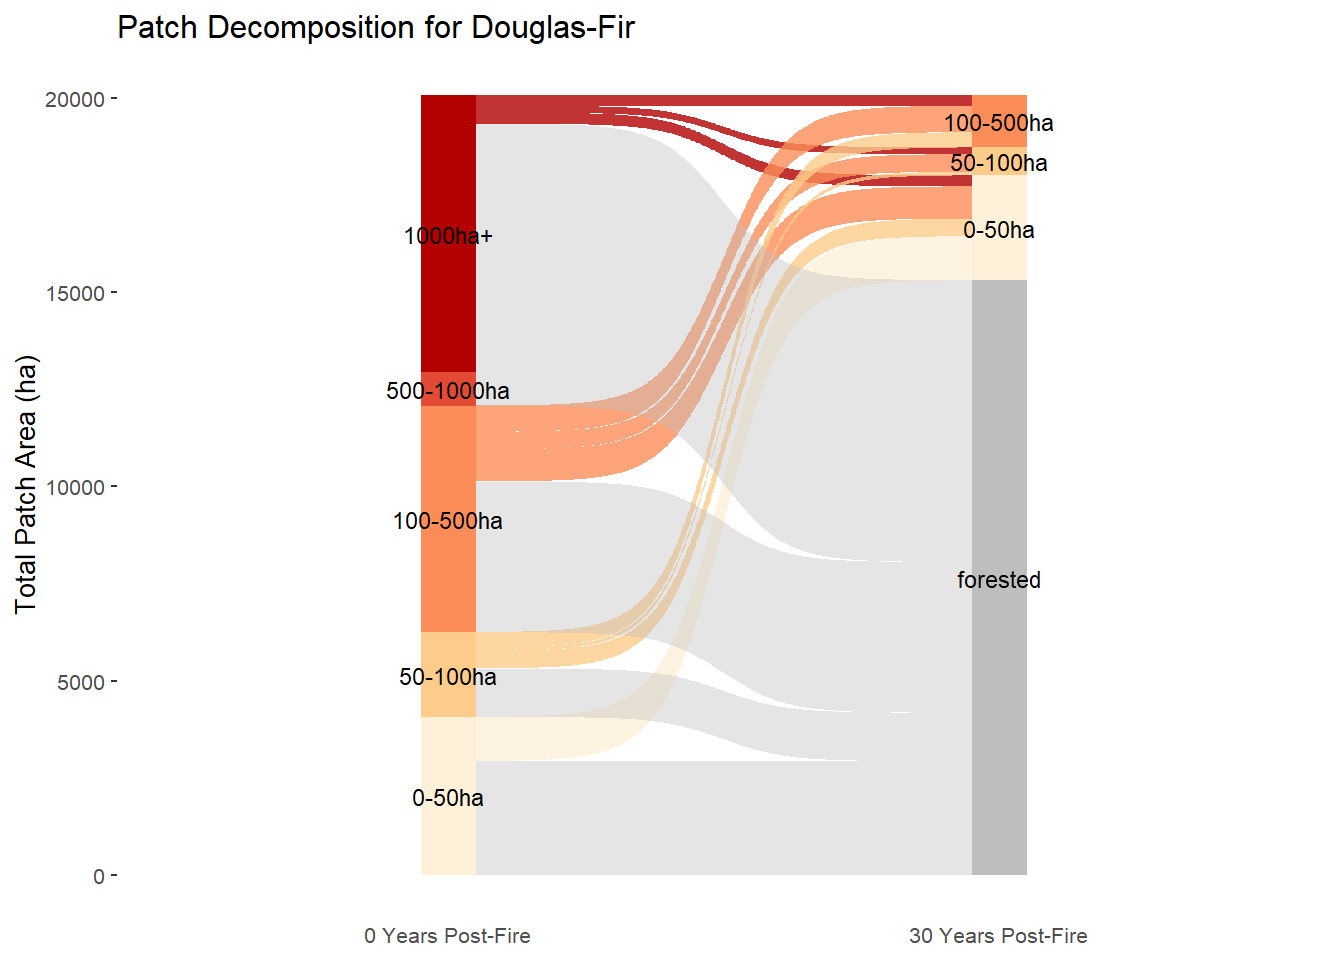 Patch Decomposition for Douglas-Fir
Total Patch Area (ha)
20000
15000
10000
5000
0
1000ha+
500-1000ha
100-500ha
50-100ha
0-50ha
100-500ha
50-100ha
0-50ha
forested
0 Years Post-Fire
30 Years Post-Fire